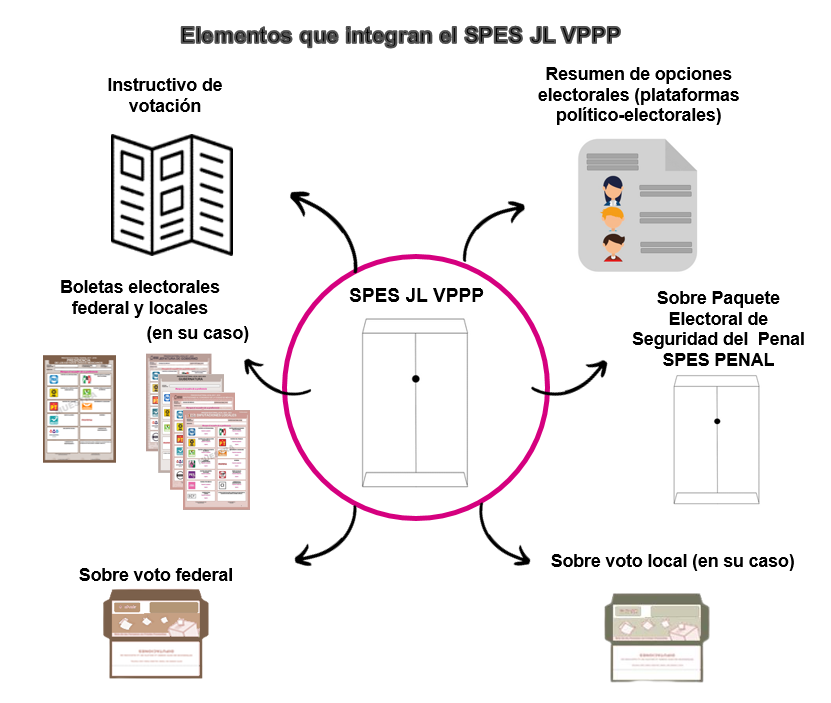 Elementos que integran el SPES JL VPPP
Instructivo de
votación
Resumen de opciones
electorales (plataformas
político-electorales)
Boletas electorales
federal y locales
(en su caso)
SPES JL VPPP
Sobre Paquete
Electoral de
Seguridad del Penal
SPES PENAL
Sobre voto federal
Sobre voto local (en su caso)